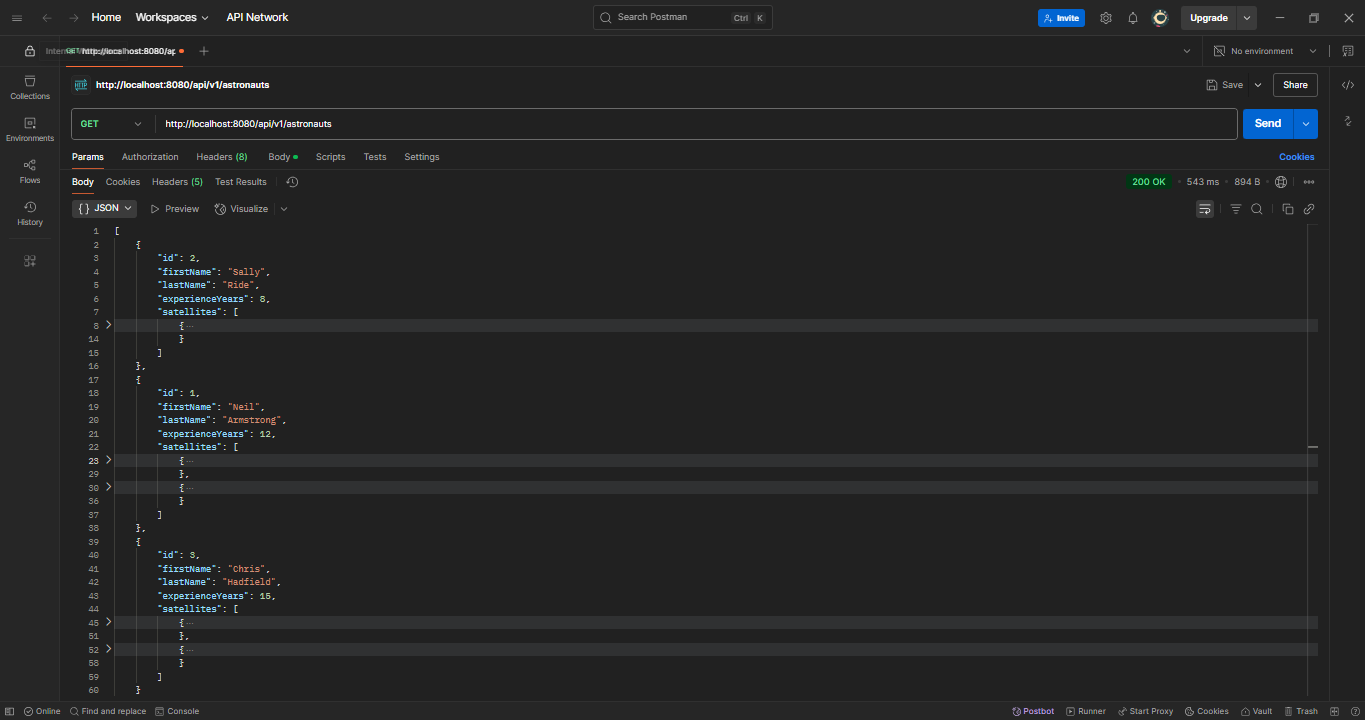 Home Workspaces API Network Search Postman Ctrl K Invite Upgrade
http://localhost:8080/ap No environment
http://localhost:8080/api/v1/astronauts Save Share
GET http://localhost:8080/api/v1/astronauts Send
Params Authorization Headers (8) Body Scripts Tests Settings Cookies
Body Cookies Headers (5) Test Results 200 OK 543 ms 894 B
{} JSON Preview Visualize
Collections
Environments
Flows
History
1 [
2 {
3 "id": 2,
4 "firstName": "Sally",
5 "lastName": "Ride",
6 "experienceYears": 8,
7 "satellites": [
8 { ...
14 }
15 ]
16 },
17 {
18 "id": 1,
19 "firstName": "Neil",
20 "lastName": "Armstrong",
21 "experienceYears": 12,
22 "satellites": [
23 { ...
29 },
30 { ...
36 }
37 ]
38 },
39 {
40 "id": 3,
41 "firstName": "Chris",
42 "lastName": "Hadfield",
43 "experienceYears": 15,
44 "satellites": [
45 { ...
51 },
52 { ...
58 }
59 ]
60 }
Online Find and replace Console Postbot Runner Start Proxy Cookies Vault Trash